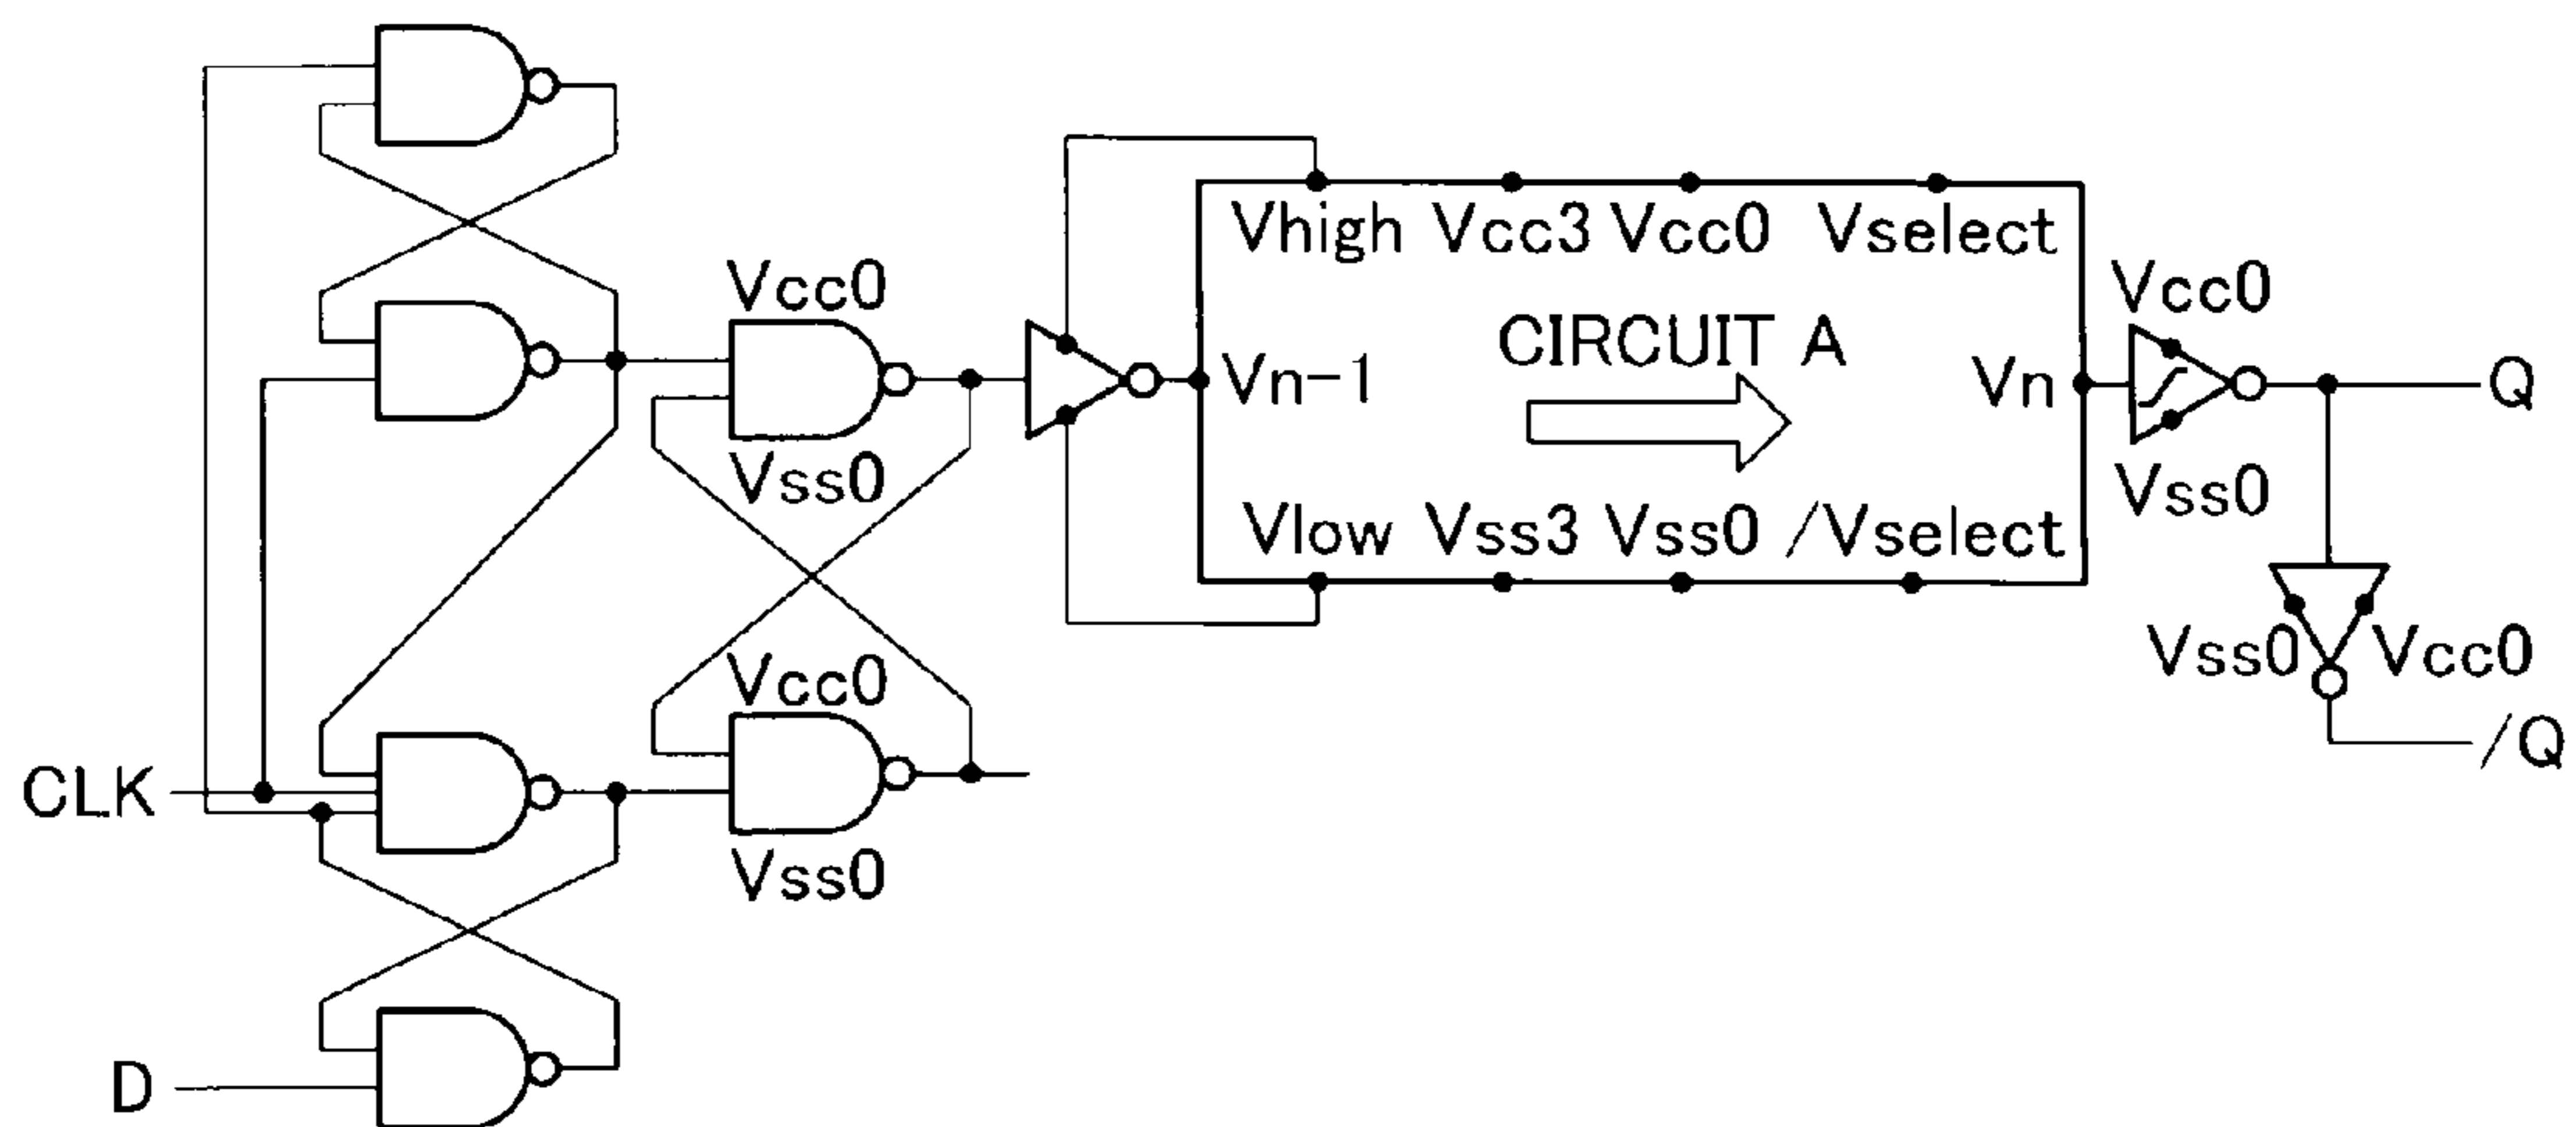 Vcc0
Vss0
Vcc0
Vss0
CLK
D
Vhigh Vcc3 Vcc0 Vselect
CIRCUIT A
Vn-1
Vn
Vlow Vss3 Vss0 /Vselect
Vcc0
Vss0
Q
Vss0 Vcc0
/Q